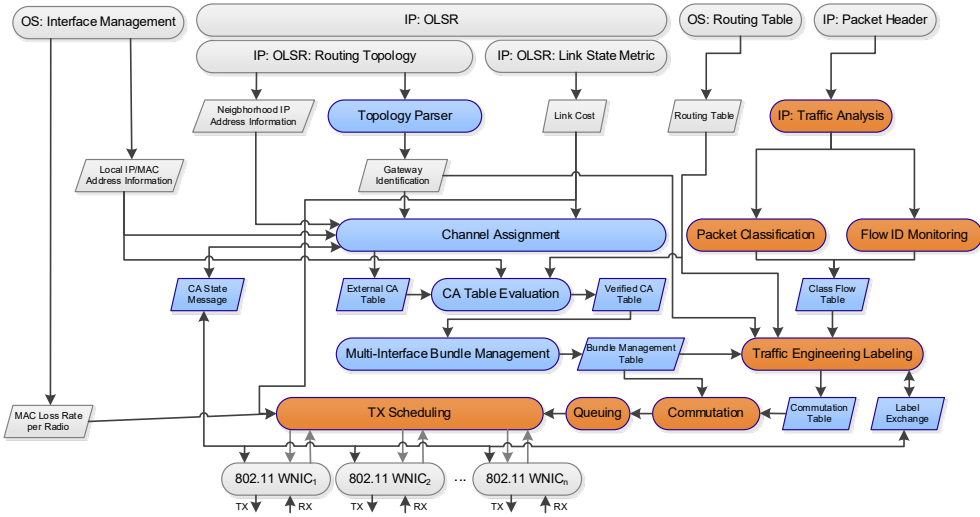 OS: Interface Management
IP: OLSR
OS: Routing Table
IP: Packet Header
IP: OLSR: Routing Topology
IP: OLSR: Link State Metric
Neigbhorhood IP
Address Information
Topology Parser
Link Cost
Routing Table
IP: Traffic Analysis
Local IP/MAC
Address Information
Gateway
Identification
Channel Assignment
Packet Classification
Flow ID Monitoring
CA State
Message
External CA
Table
CA Table Evaluation
Verified CA
Table
Class Flow
Table
Multi-Interface Bundle Management
Bundle Management
Table
Traffic Engineering Labeling
MAC Loss Rate
per Radio
TX Scheduling
Queuing
Commutation
Commutation
Table
Label
Exchange
802.11 WNIC1
802.11 WNIC2
...
802.11 WNICn
TX
RX
TX
RX
TX
RX